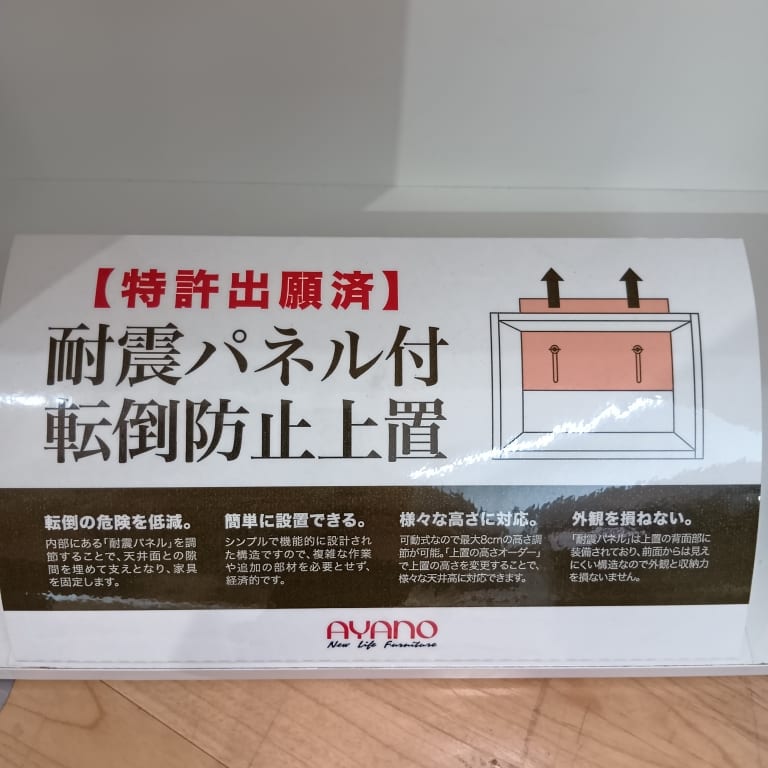 【特許出願済】
耐震パネル付
転倒防止上置
転倒の危険を低減。
内部にある「耐震パネル」を調
節することで、天井面との隙
間を埋めて支えとなり、家具
を固定します。
簡単に設置できる。
シンプルで機能的に設計され
た構造ですので、複雑な作業
や追加の部材を必要とせず、
経済的です。
様々な高さに対応。
可動式なので最大8cmの高さ調
節が可能。「上置の高さオーダー」
で上置の高さを変更することで、
様々な天井高に対応できます。
外観を損ねない。
「耐震パネル」は上置の背面部に
装備されており、前面からは見え
にくい構造なので外観と収納力
を損ないません。
AYANO
New Life Furniture